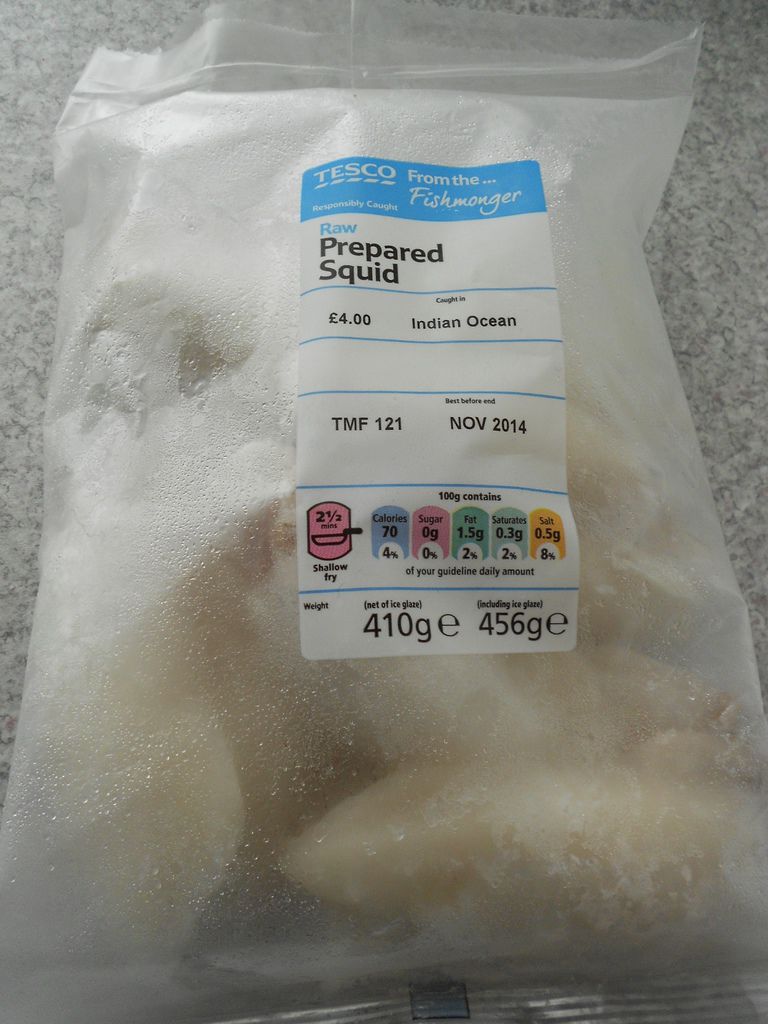 TESCO From the ...
Responsibly Caught Fishmonger
Raw
Prepared
Squid
Caught in
£4.00 Indian Ocean
Best before end
TMF 121 NOV 2014
100g contains
2½ mins
Calories Sugar Fat Saturates Salt
70 0g 1.5g 0.3g 0.5g
4% 0% 2% 2% 8%
Shallow fry
of your guideline daily amount
Weight (net of ice glaze) (including ice glaze)
410g e 456g e